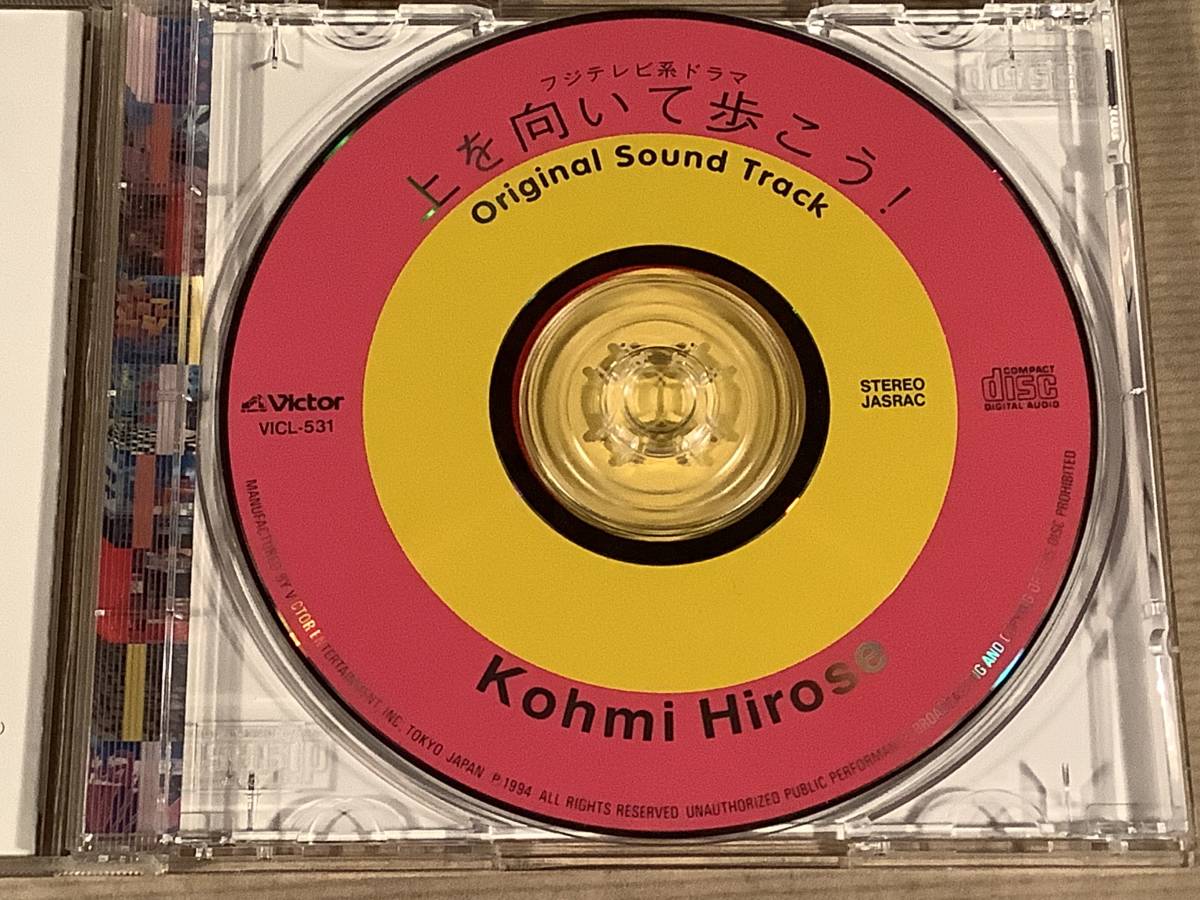 フジテレビ系ドラマ
上を向いて歩こう!
Original Sound Track
Victor
VICL-531
STEREO
JASRAC
COMPACT
disc
DIGITAL AUDIO
Kohmi Hirose
MANUFACTURED BY VICTOR ENTERTAINMENT, INC. TOKYO JAPAN ℗1994 ALL RIGHTS RESERVED UNAUTHORIZED PUBLIC PERFORMANCE BROADCASTING AND COPYING OF THIS DISC PROHIBITED
disc
disc